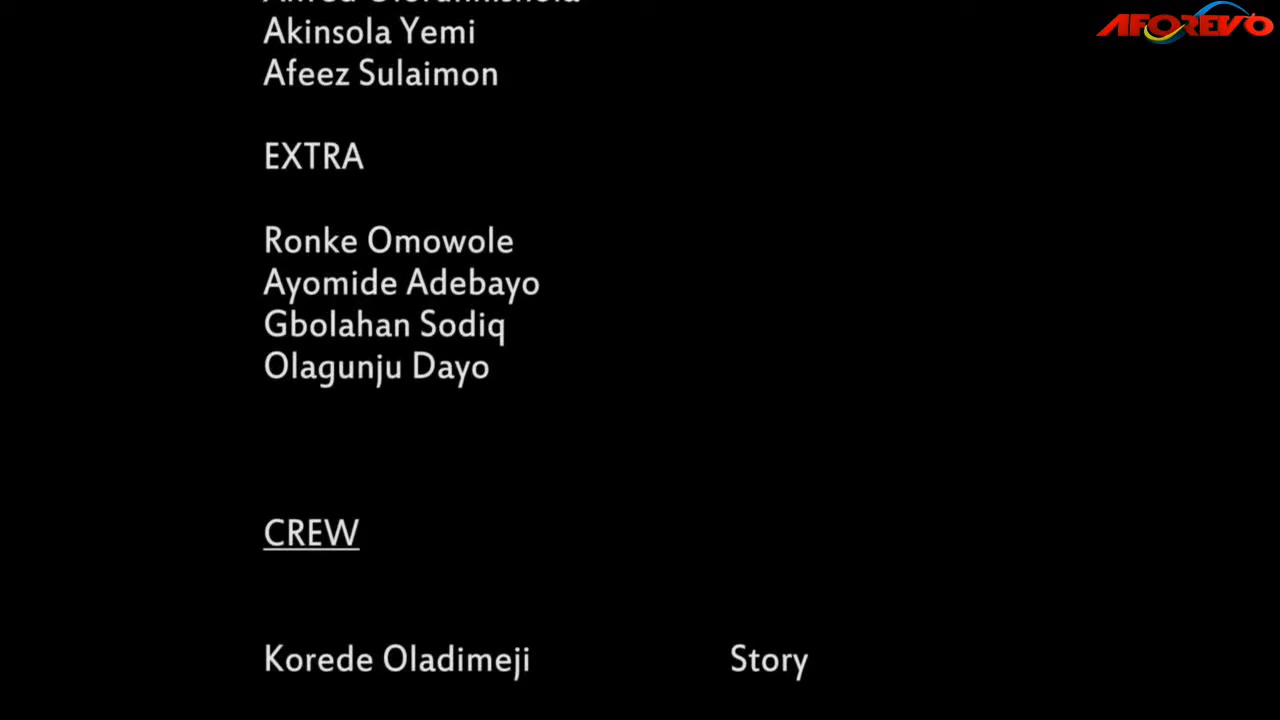 AFOREVO
Akinsola Yemi
Afeez Sulaimon
EXTRA
Ronke Omowole
Ayomide Adebayo
Gbolahan Sodiq
Olagunju Dayo
CREW
Korede Oladimeji Story